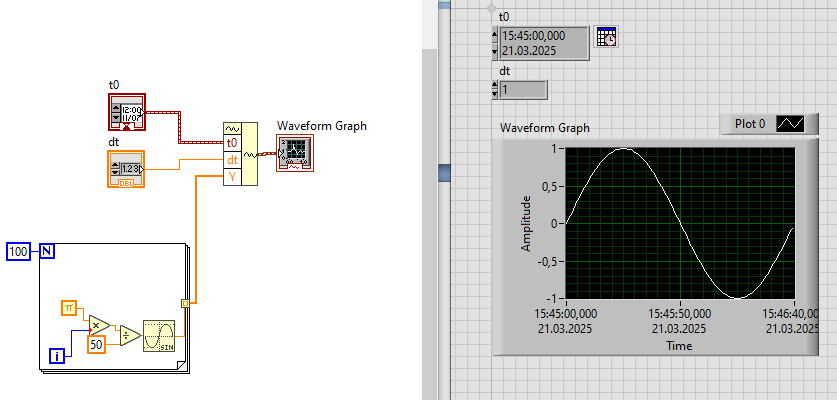 t0
12:00
11/07
dt
1.23
DBL
t0
dt
Y
Waveform Graph
100
N
π
×
÷
50
i
SIN
t0
15:45:00,000
21.03.2025
dt
1
Waveform Graph
Plot 0
Amplitude
1
0,5
0
-0,5
-1
15:45:00,000
21.03.2025
15:45:50,000
21.03.2025
15:46:40,00
21.03.2025
Time